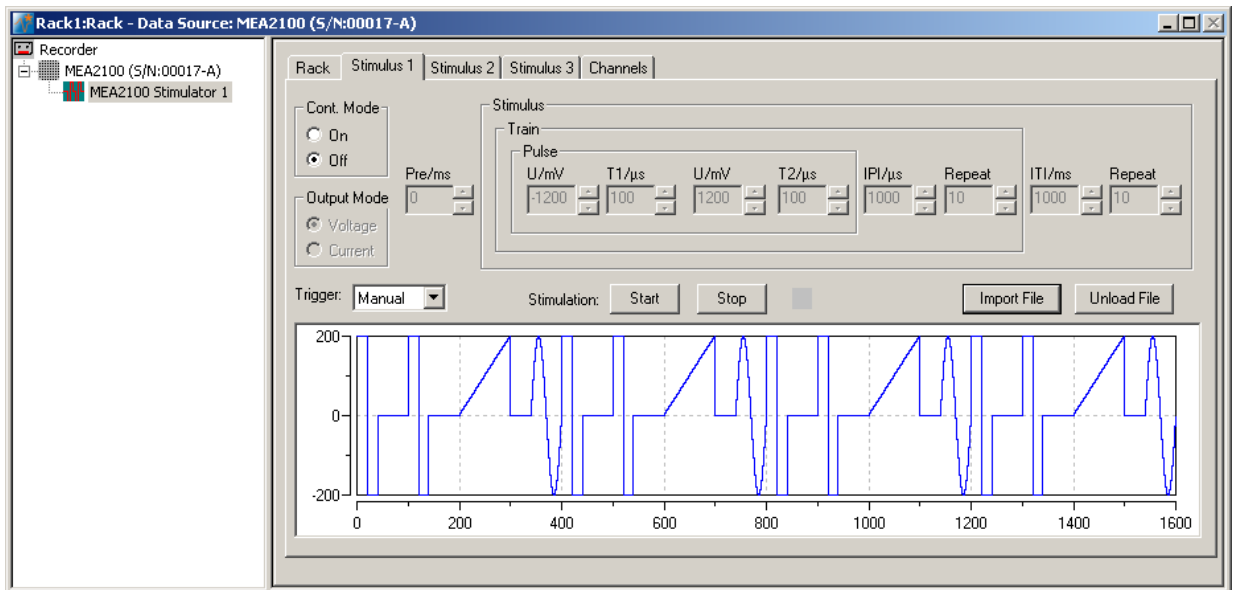 Rack1:Rack - Data Source: MEA2100 (S/N:00017-A)
Recorder
MEA2100 (S/N:00017-A)
MEA2100 Stimulator 1
Rack Stimulus 1 Stimulus 2 Stimulus 3 Channels
Cont. Mode
On
Off
Output Mode
Voltage
Current
Pre/ms
0
Stimulus
Train
Pulse
U/mV T1/µs U/mV T2/µs IPI/µs Repeat ITI/ms Repeat
-1200 100 1200 100 1000 10 1000 10
Trigger: Manual Stimulation: Start Stop Import File Unload File
200
0
-200
0 200 400 600 800 1000 1200 1400 1600